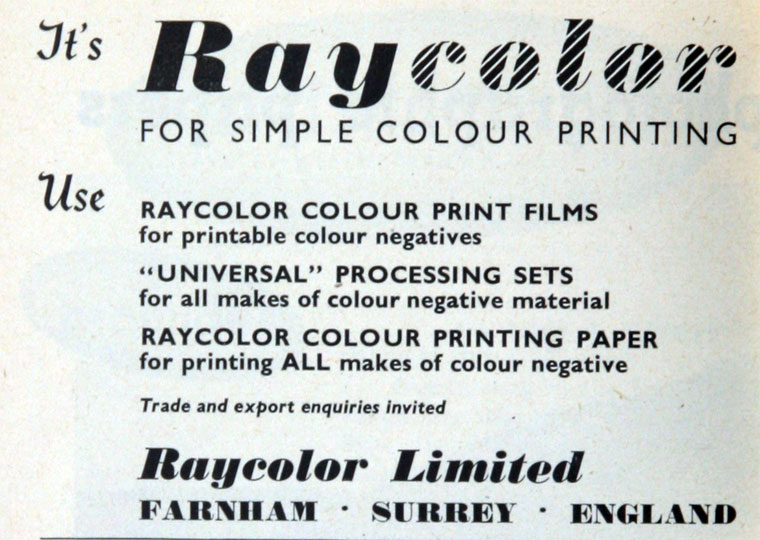 It's Raycolor
FOR SIMPLE COLOUR PRINTING
Use
RAYCOLOR COLOUR PRINT FILMS
for printable colour negatives
“UNIVERSAL” PROCESSING SETS
for all makes of colour negative material
RAYCOLOR COLOUR PRINTING PAPER
for printing ALL makes of colour negative
Trade and export enquiries invited
Raycolor Limited
FARNHAM · SURREY · ENGLAND